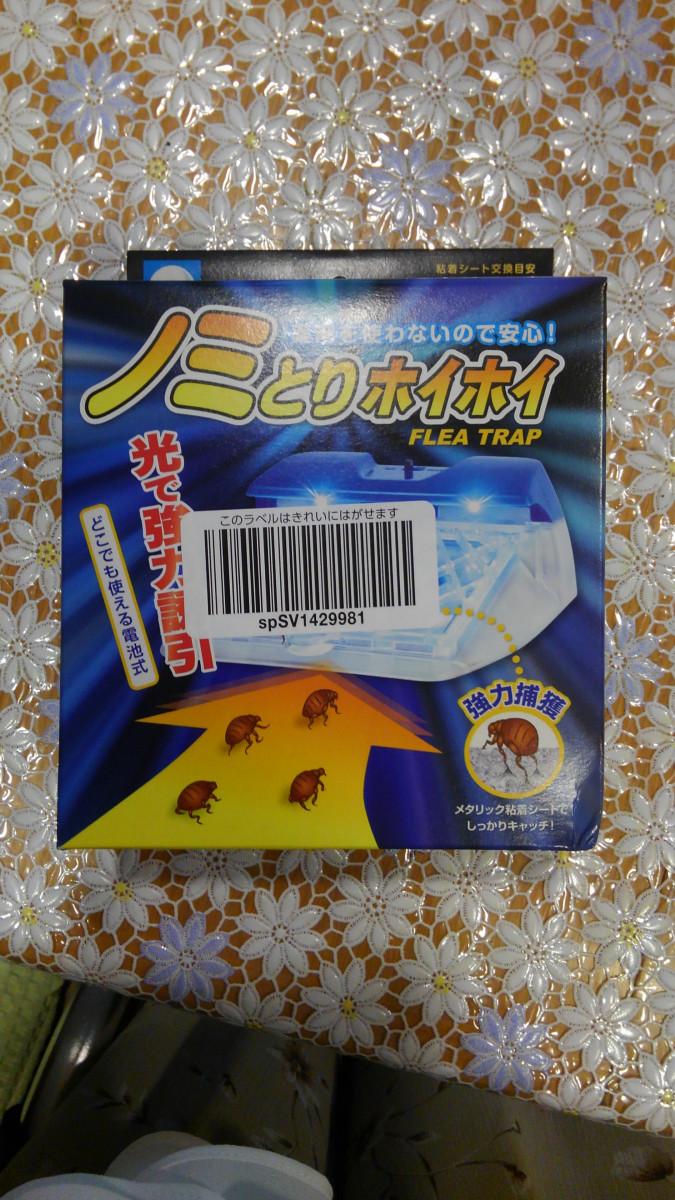 粘着シート交換目安
を使わないので安心!
ノミとりホイホイ
FLEA TRAP
光で強力誘引
どこでも使える電池式
このラベルはきれいにはがせます
spSV1429981
強力捕獲
メタリック粘着シートで
しっかりキャッチ!